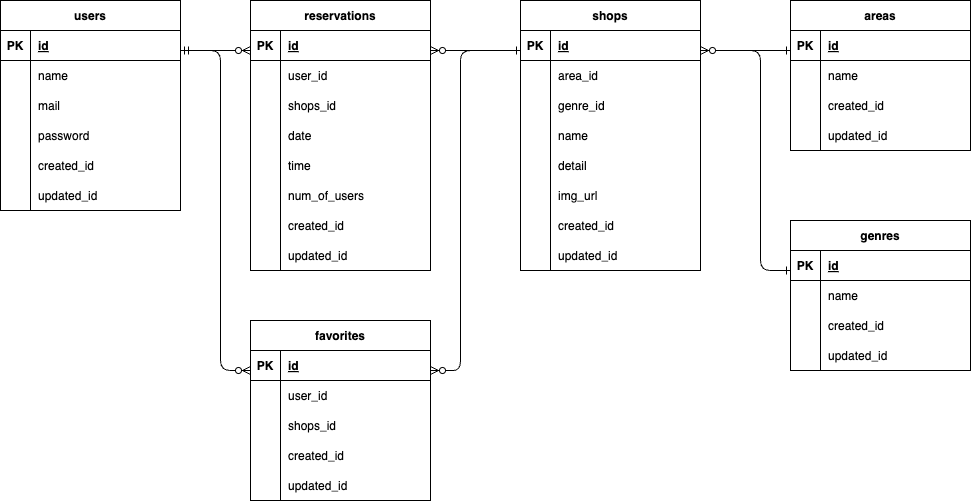 users
PK id
name
mail
password
created_id
updated_id
reservations
PK id
user_id
shops_id
date
time
num_of_users
created_id
updated_id
favorites
PK id
user_id
shops_id
created_id
updated_id
shops
PK id
area_id
genre_id
name
detail
img_url
created_id
updated_id
areas
PK id
name
created_id
updated_id
genres
PK id
name
created_id
updated_id